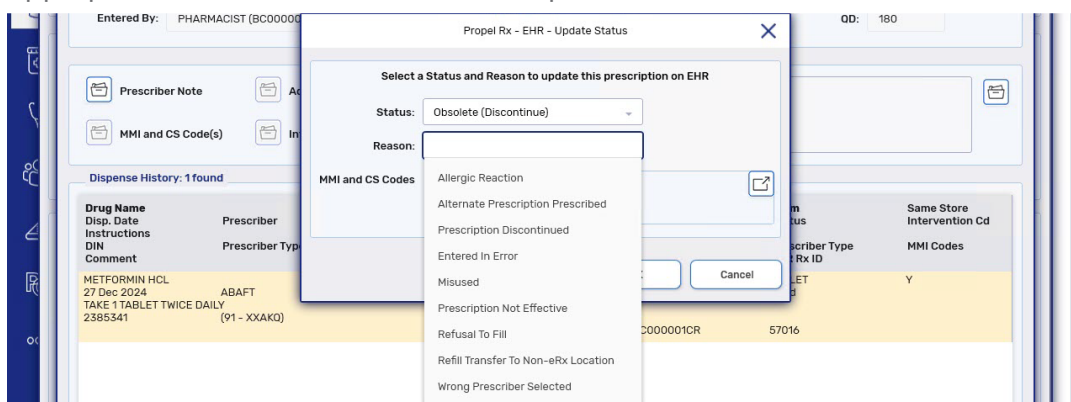 Entered By: PHARMACIST (BC00000
QD: 180
Propel Rx - EHR - Update Status
Select a Status and Reason to update this prescription on EHR
Status: Obsolete (Discontinue)
Reason:
MMI and CS Codes
Allergic Reaction
Alternate Prescription Prescribed
Prescription Discontinued
Entered In Error
Misused
Prescription Not Effective
Refusal To Fill
Refill Transfer To Non-eRx Location
Wrong Prescriber Selected
Cancel
Prescriber Note
MMI and CS Code(s)
Dispense History: 1 found
Drug Name
Disp. Date Prescriber
Instructions
DIN Prescriber Typ
Comment
Same Store
Intervention Cd
scriber Type MMI Codes
Rx ID
METFORMIN HCL
27 Dec 2024 ABAFT
TAKE 1 TABLET TWICE DAILY
2385341 (91 - XXAKQ)
LET Y
C000001CR 57016